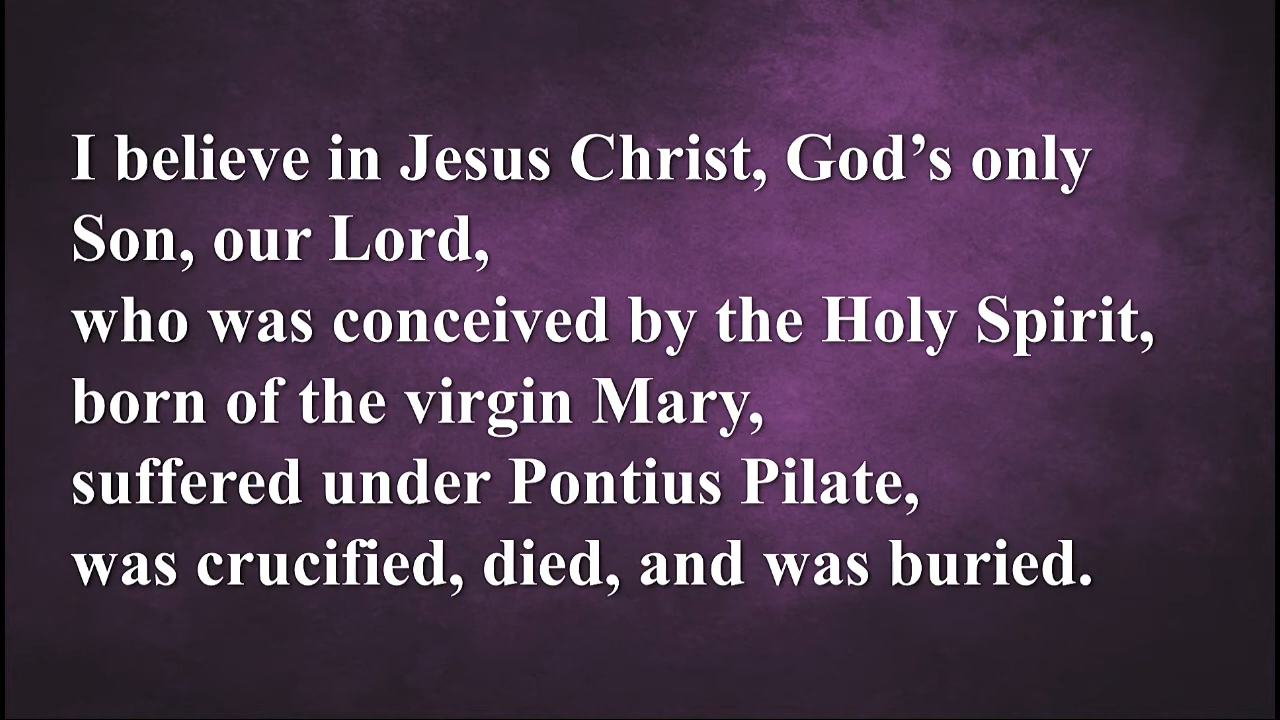 I believe in Jesus Christ, God’s only
Son, our Lord,
who was conceived by the Holy Spirit,
born of the virgin Mary,
suffered under Pontius Pilate,
was crucified, died, and was buried.